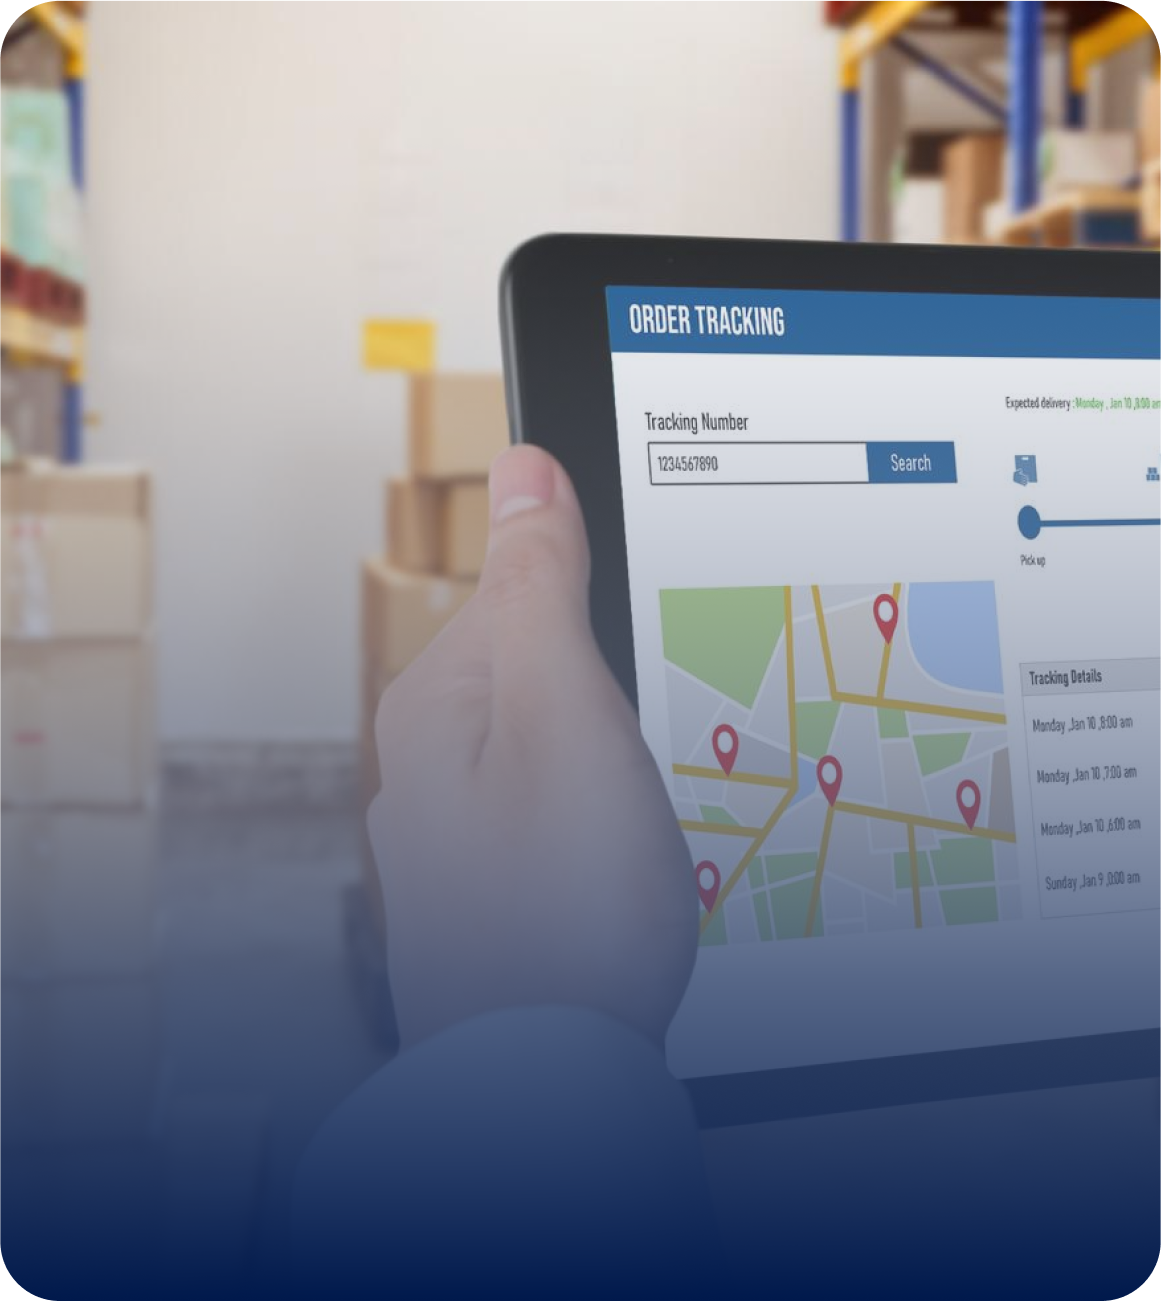 ORDER TRACKING
Expected delivery : Monday , Jan 10 ,8:00 am
Tracking Number
1234567890
Search
Pick up
Tracking Details
Monday ,Jan 10 ,8:00 am
Monday ,Jan 10 ,7:00 am
Monday ,Jan 10 ,6:00 am
Sunday ,Jan 9 ,0:00 am